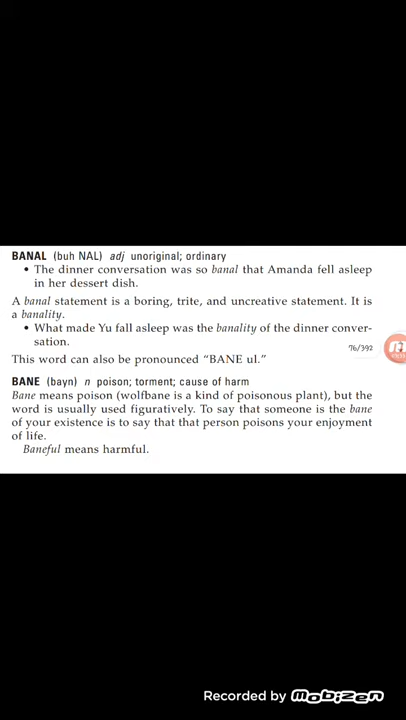 BANAL (buh NAL) adj unoriginal; ordinary
• The dinner conversation was so banal that Amanda fell asleep
in her dessert dish.
A banal statement is a boring, trite, and uncreative statement. It is
a banality.
• What made Yu fall asleep was the banality of the dinner conver-
sation.
76/392
This word can also be pronounced “BANE ul.”
BANE (bayn) n poison; torment; cause of harm
Bane means poison (wolfbane is a kind of poisonous plant), but the
word is usually used figuratively. To say that someone is the bane
of your existence is to say that that person poisons your enjoyment
of life.
Baneful means harmful.
Recorded by Mobizen